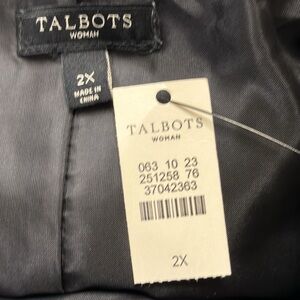 TALBOTS
WOMAN
2X
MADE IN
CHINA
TALBOTS
WOMAN
063 10 23
251258 76
37042363
2X